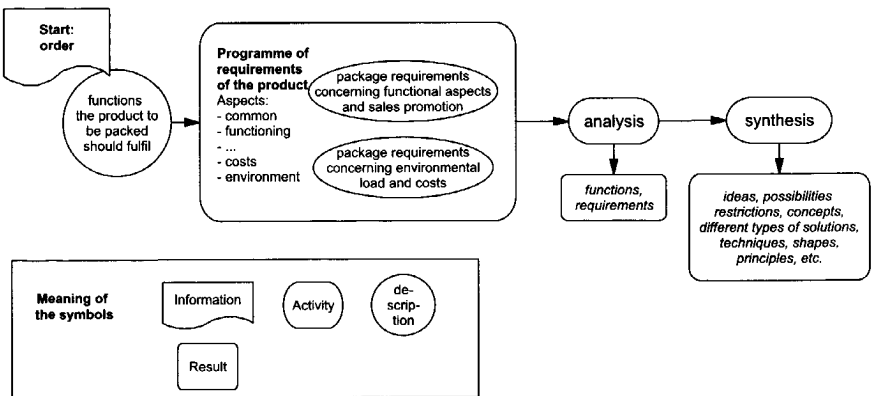 Start:
order
functions
the product to
be packed
should fulfil
Programme of
requirements
of the product
Aspects:
- common
- functioning
- ...
- costs
- environment
package requirements
concerning functional aspects
and sales promotion
package requirements
concerning environmental
load and costs
analysis
synthesis
functions,
requirements
ideas, possibilities
restrictions, concepts,
different types of solutions,
techniques, shapes,
principles, etc.
Meaning of
the symbols
Information
Activity
de-
scrip-
tion
Result